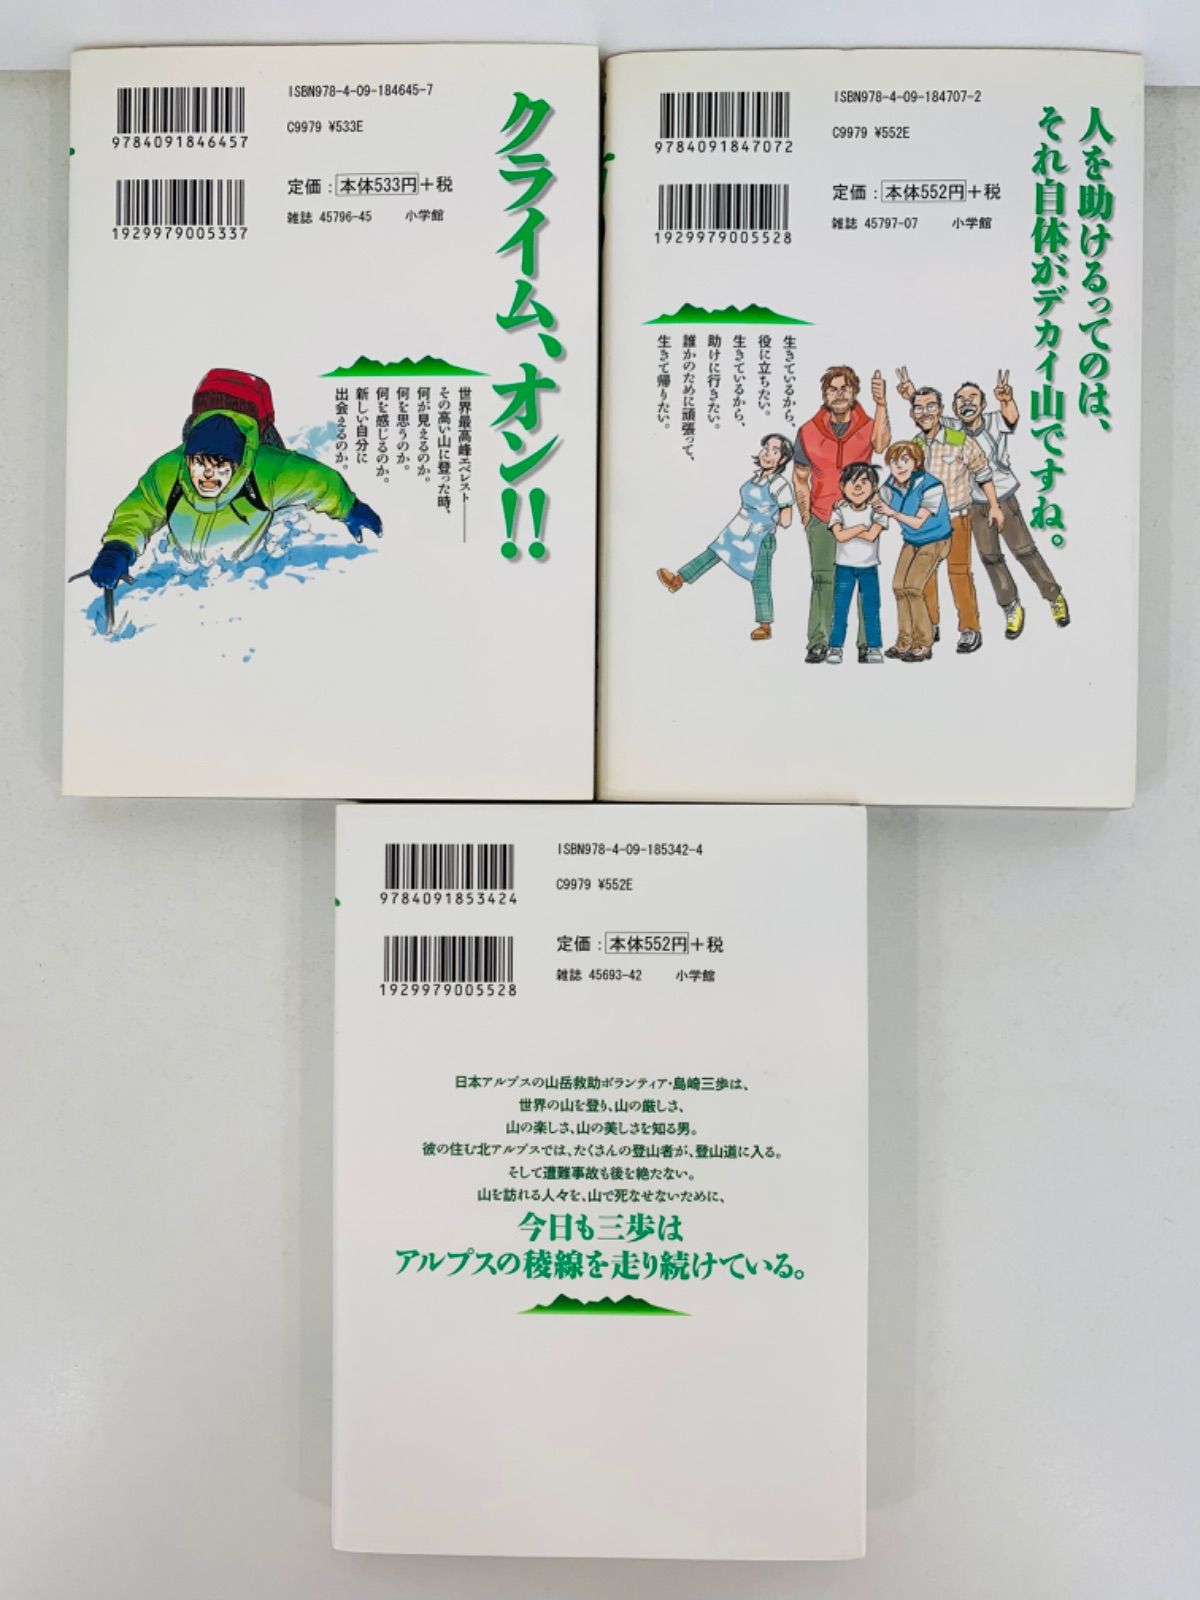 ISBN978-4-09-184645-7
9784091846457
C9979 ¥533E
定価：本体533円＋税
1929979005337
雑誌 45796-45 小学館
クライム、オン!!
世界最高峰エベレスト――
その高い山に登った時、
何が見えるのか。
何を思うのか。
何を感じるのか。
新しい自分に
出会えるのか。
ISBN978-4-09-184707-2
9784091847072
C9979 ¥552E
定価：本体552円＋税
1929979005528
雑誌 45797-07 小学館
人を助けるってのは、
それ自体がデカイ山ですね。
生きているから、
役に立ちたい。
生きているから、
助けに行きたい。
誰かのために頑張って、
生きて帰りたい。
ISBN978-4-09-185342-4
9784091853424
C9979 ¥552E
定価：本体552円＋税
1929979005528
雑誌 45693-42 小学館
日本アルプスの山岳救助ボランティア・島崎三歩は、
世界の山を登り、山の厳しさ、
山の楽しさ、山の美しさを知る男。
彼の住む北アルプスでは、たくさんの登山者が、登山道に入る。
そして遭難事故も後を絶たない。
山を訪れる人々を、山で死なせないために、
今日も三歩は
アルプスの稜線を走り続けている。